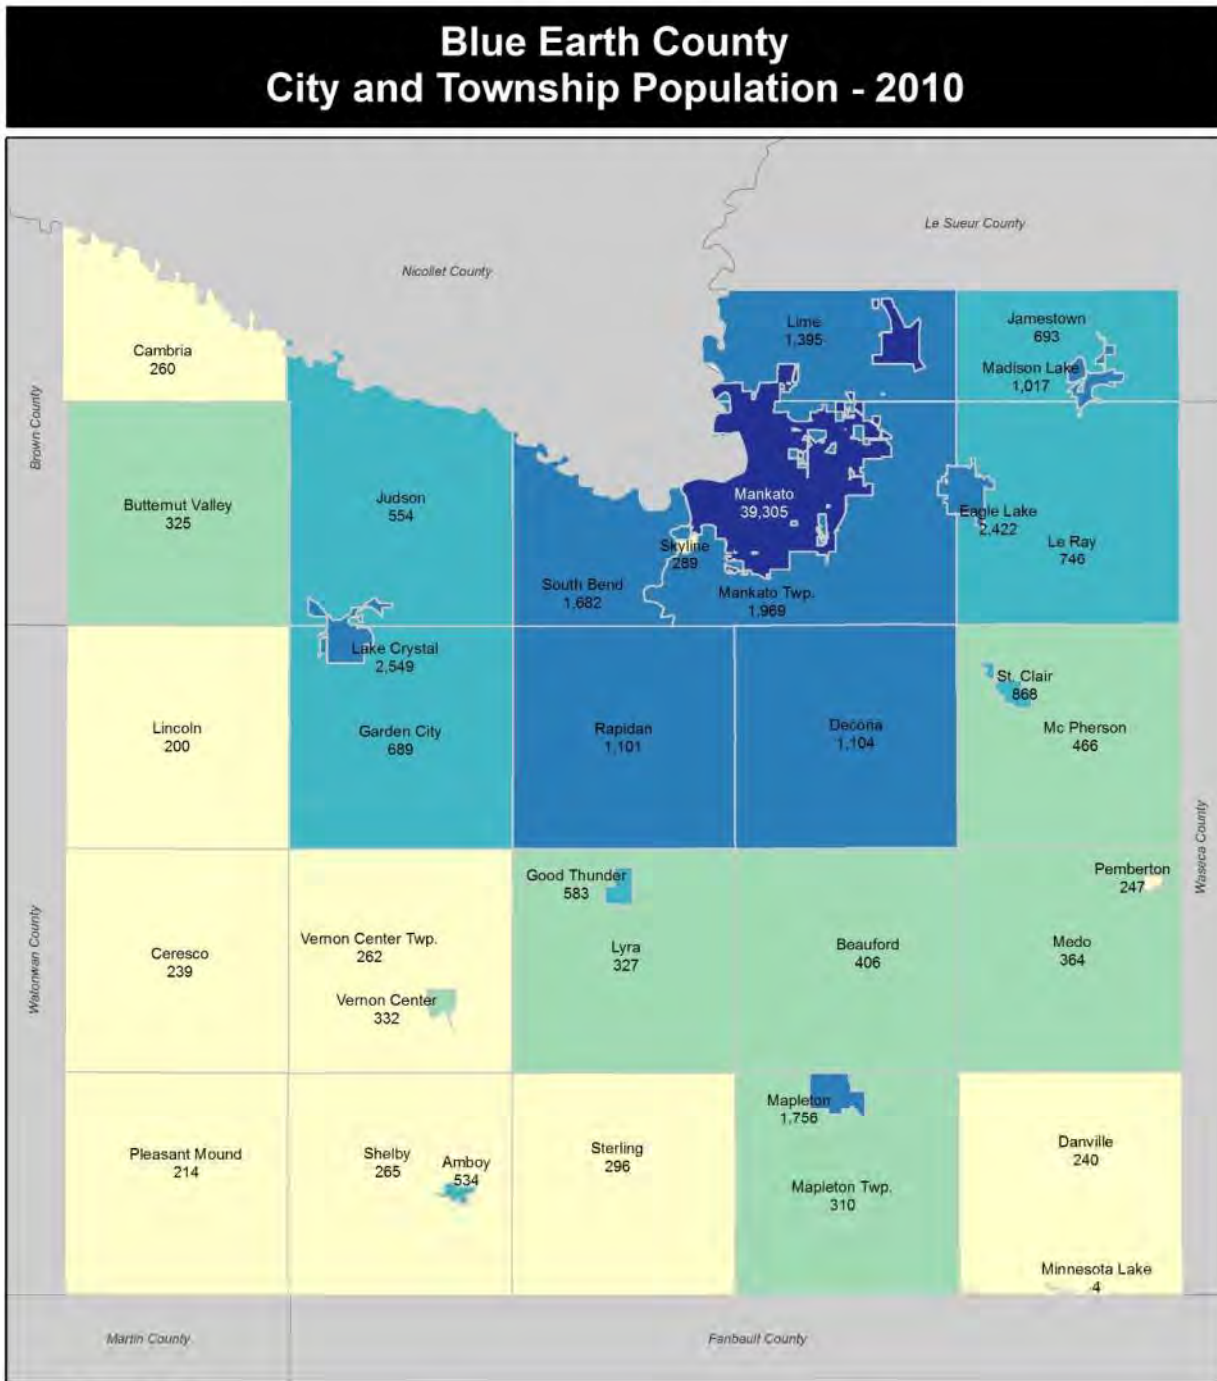 Blue Earth County
City and Township Population - 2010
Le Sueur County
Nicollet County
Lime
1,395
Jamestown
693
Cambria
260
Madison Lake
1,017
Brown County
Butternut Valley
325
Judson
554
Mankato
39,305
Eagle Lake
2,422
Le Ray
746
Skyline
289
South Bend
1,682
Mankato Twp.
1,969
Lake Crystal
2,549
St. Clair
868
Lincoln
200
Garden City
689
Rapidan
1,101
Decoria
1,104
Mc Pherson
466
Waseca County
Good Thunder
583
Pemberton
247
Watonwan County
Ceresco
239
Vernon Center Twp.
262
Lyra
327
Beauford
406
Medo
364
Vernon Center
332
Mapleton
1,756
Pleasant Mound
214
Shelby
265
Amboy
534
Sterling
296
Danville
240
Mapleton Twp.
310
Minnesota Lake
4
Martin County
Faribault County